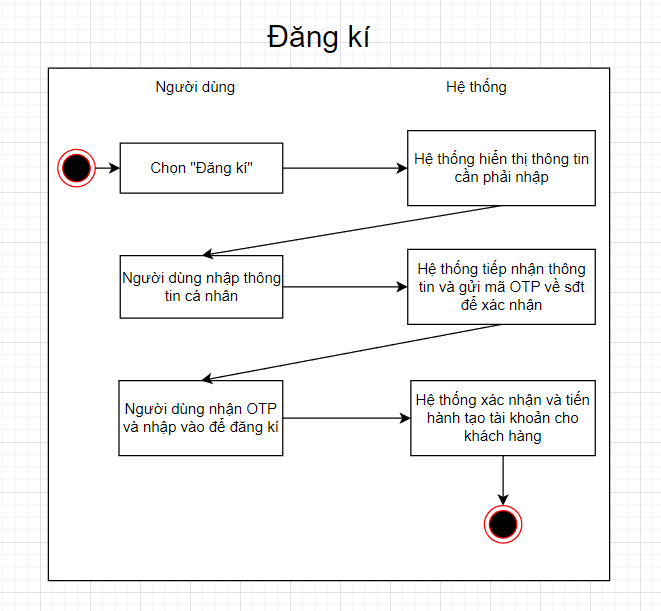 Đăng kí
Người dùng
Hệ thống
Chọn "Đăng kí"
Hệ thống hiển thị thông tin
cần phải nhập
Người dùng nhập thông
tin cá nhân
Hệ thống tiếp nhận thông
tin và gửi mã OTP về sđt
để xác nhận
Người dùng nhận OTP
và nhập vào để đăng kí
Hệ thống xác nhận và tiến
hành tạo tài khoản cho
khách hàng